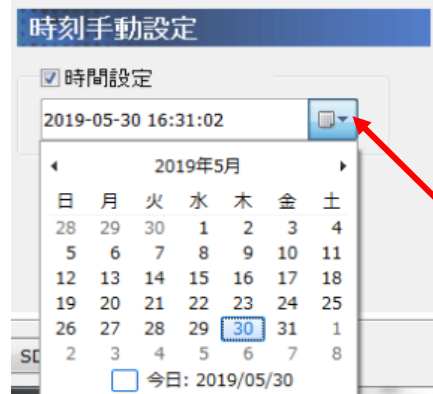 時刻手動設定
時間設定
2019-05-30 16:31:02
2019年5月
日 月 火 水 木 金 土
28 29 30 1 2 3 4
5 6 7 8 9 10 11
12 13 14 15 16 17 18
19 20 21 22 23 24 25
26 27 28 29 30 31 1
2 3 4 5 6 7 8
今日: 2019/05/30